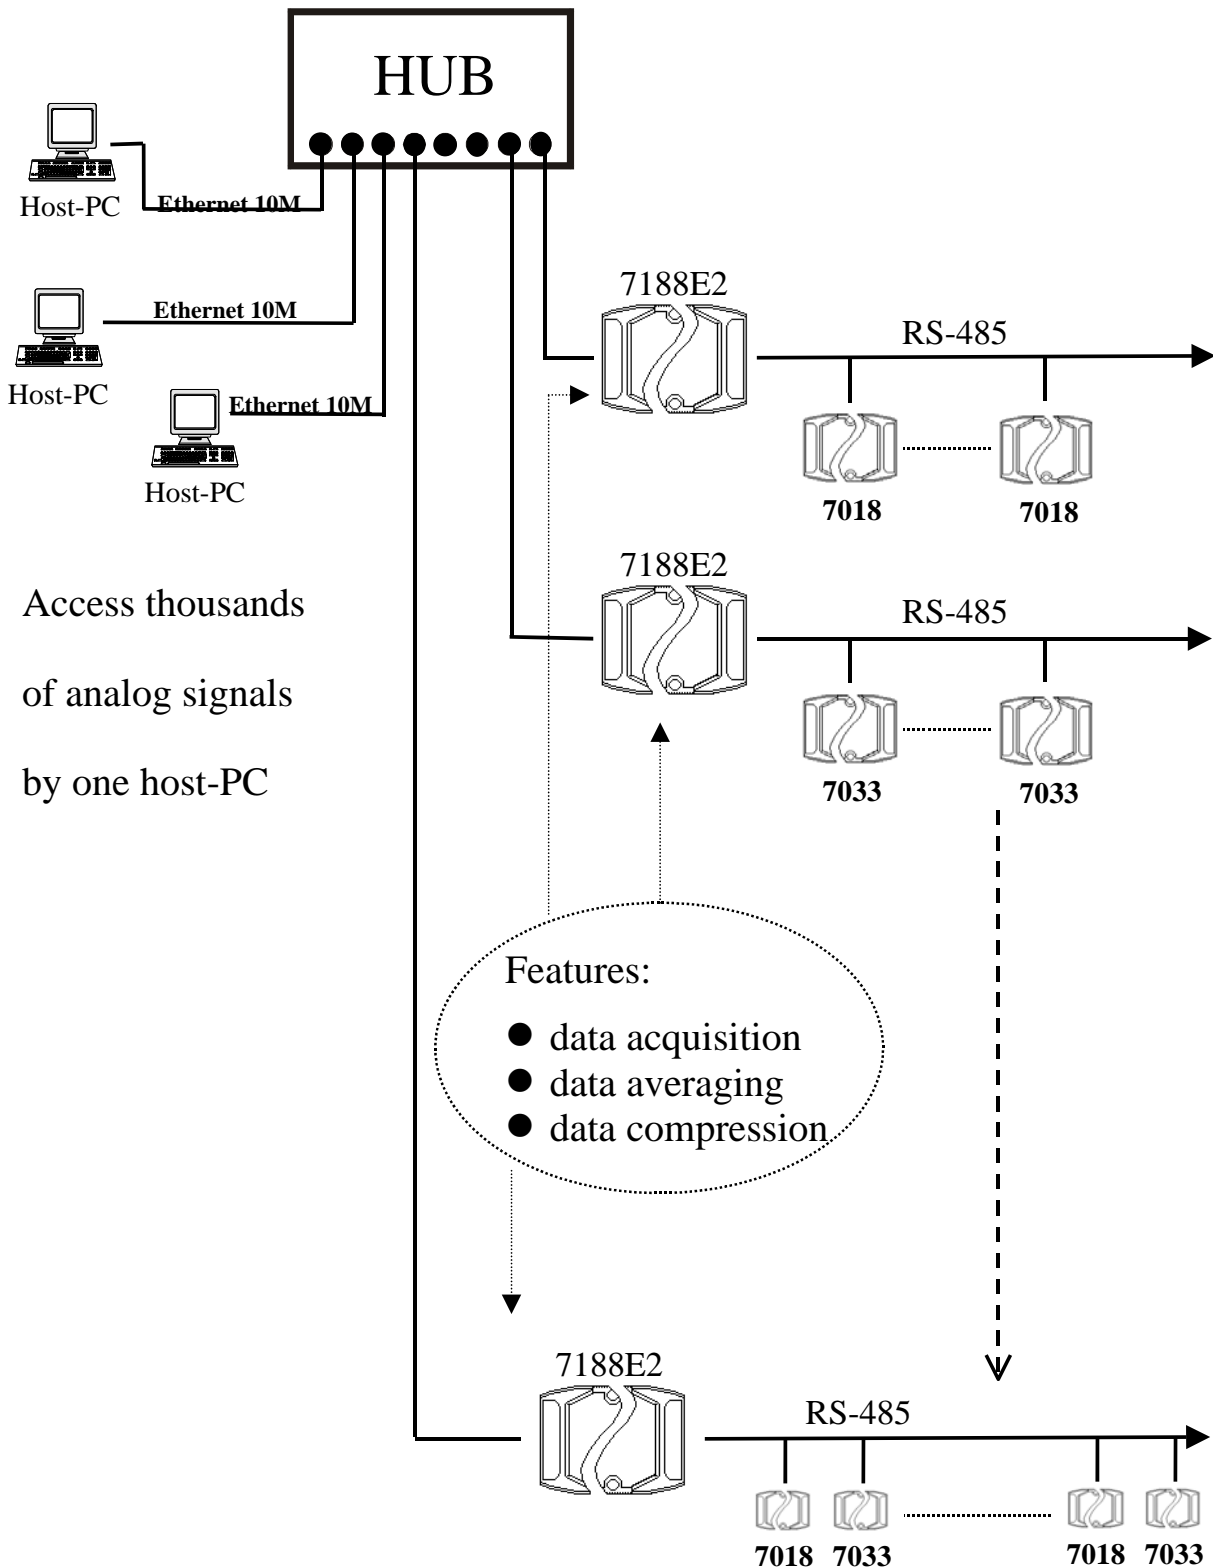 HUB
Host-PC
Ethernet 10M
Host-PC
Ethernet 10M
Host-PC
Ethernet 10M
7188E2
RS-485
7018
7018
7188E2
RS-485
7033
7033
Access thousands
of analog signals
by one host-PC
Features:
● data acquisition
● data averaging
● data compression
7188E2
RS-485
7018
7033
7018
7033